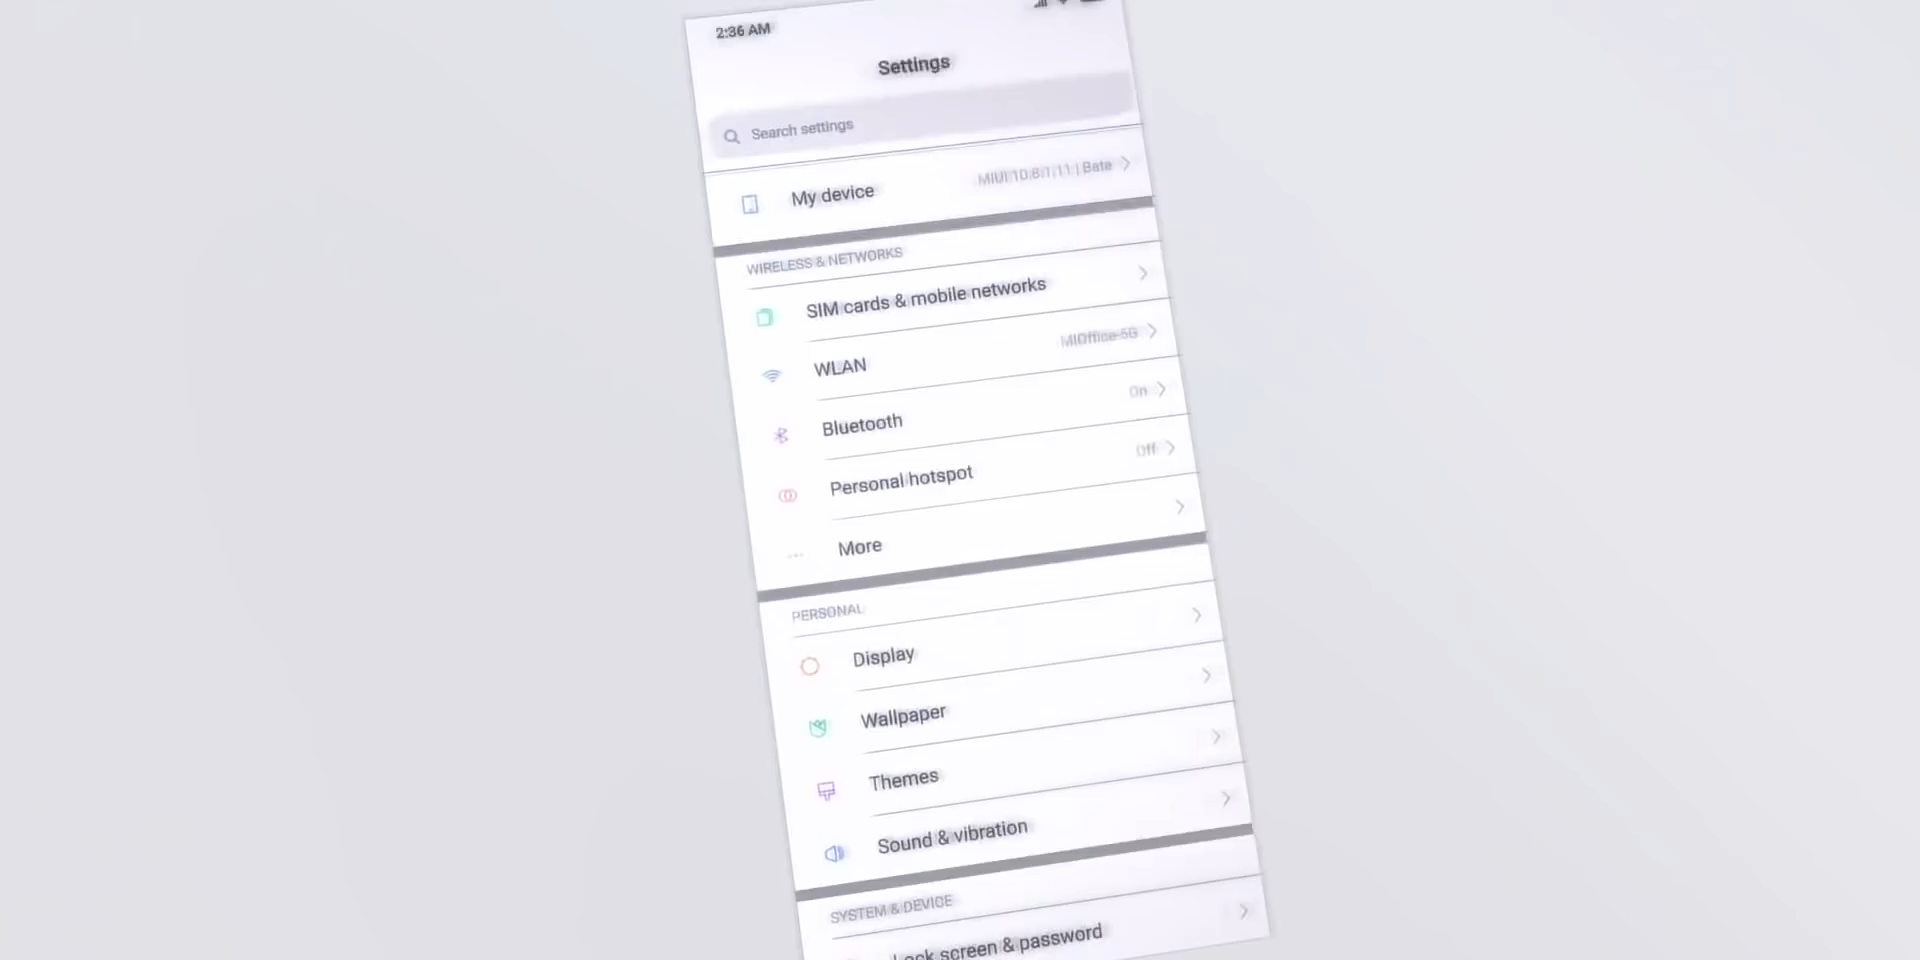 2:36 AM
Settings
Search settings
My device
MIUI 10 8.1.11 | Bata
WIRELESS & NETWORKS
SIM cards & mobile networks
WLAN
MIOffice-5G
Bluetooth
On
Personal hotspot
Off
More
PERSONAL
Display
Wallpaper
Themes
Sound & vibration
SYSTEM & DEVICE
Lock screen & password